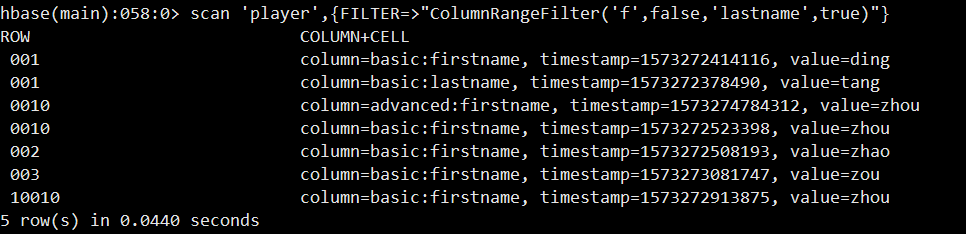 hbase(main):058:0> scan 'player',{FILTER=>"ColumnRangeFilter('f',false,'lastname',true)"}
ROW COLUMN+CELL
001 column=basic:firstname, timestamp=1573272414116, value=ding
001 column=basic:lastname, timestamp=1573272378490, value=tang
0010 column=advanced:firstname, timestamp=1573274784312, value=zhou
0010 column=basic:firstname, timestamp=1573272523398, value=zhou
002 column=basic:firstname, timestamp=1573272508193, value=zhao
003 column=basic:firstname, timestamp=1573273081747, value=zou
10010 column=basic:firstname, timestamp=1573272913875, value=zhou
5 row(s) in 0.0440 seconds